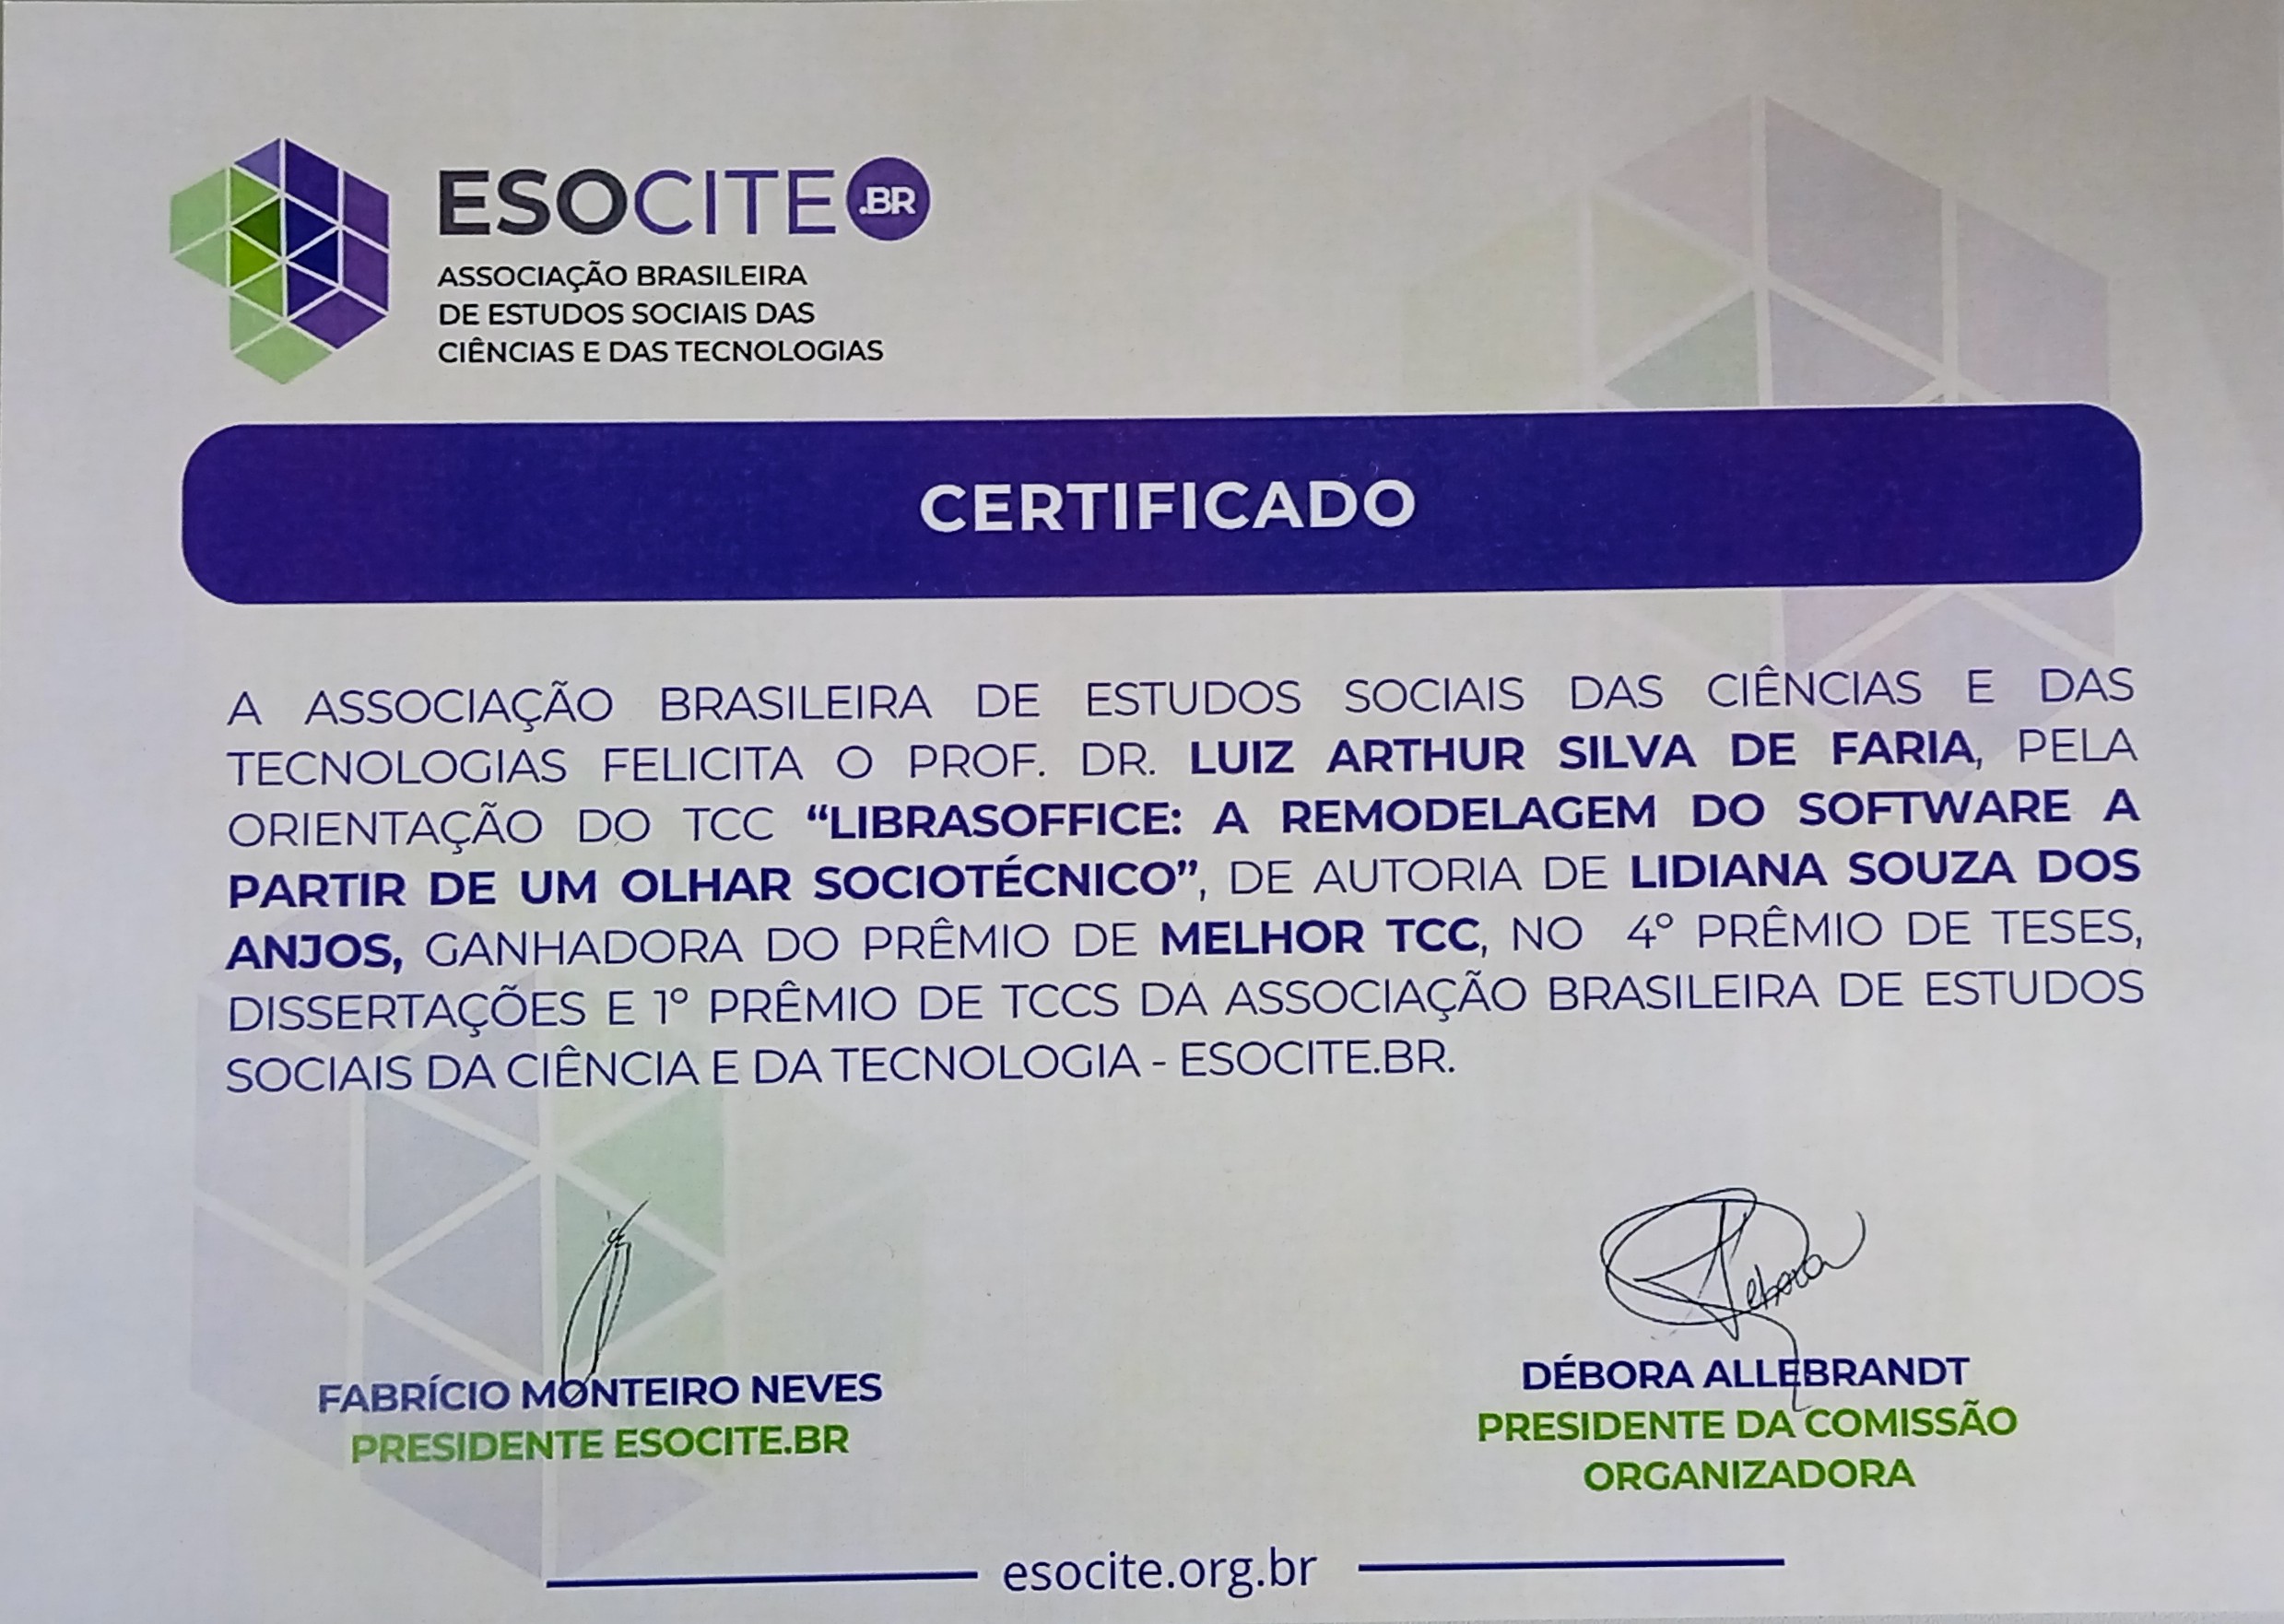 ESOCITE.BR
ASSOCIAÇÃO BRASILEIRA
DE ESTUDOS SOCIAIS DAS
CIÊNCIAS E DAS TECNOLOGIAS
CERTIFICADO
A ASSOCIAÇÃO BRASILEIRA DE ESTUDOS SOCIAIS DAS CIÊNCIAS E DAS
TECNOLOGIAS FELICITA O PROF. DR. LUIZ ARTHUR SILVA DE FARIA, PELA
ORIENTAÇÃO DO TCC “LIBRASOFFICE: A REMODELAGEM DO SOFTWARE A
PARTIR DE UM OLHAR SOCIOTÉCNICO”, DE AUTORIA DE LIDIANA SOUZA DOS
ANJOS, GANHADORA DO PRÊMIO DE MELHOR TCC, NO 4º PRÊMIO DE TESES,
DISSERTAÇÕES E 1º PRÊMIO DE TCCS DA ASSOCIAÇÃO BRASILEIRA DE ESTUDOS
SOCIAIS DA CIÊNCIA E DA TECNOLOGIA - ESOCITE.BR.
Debora
FABRÍCIO MONTEIRO NEVES
PRESIDENTE ESOCITE.BR
DÉBORA ALLEBRANDT
PRESIDENTE DA COMISSÃO
ORGANIZADORA
esocite.org.br